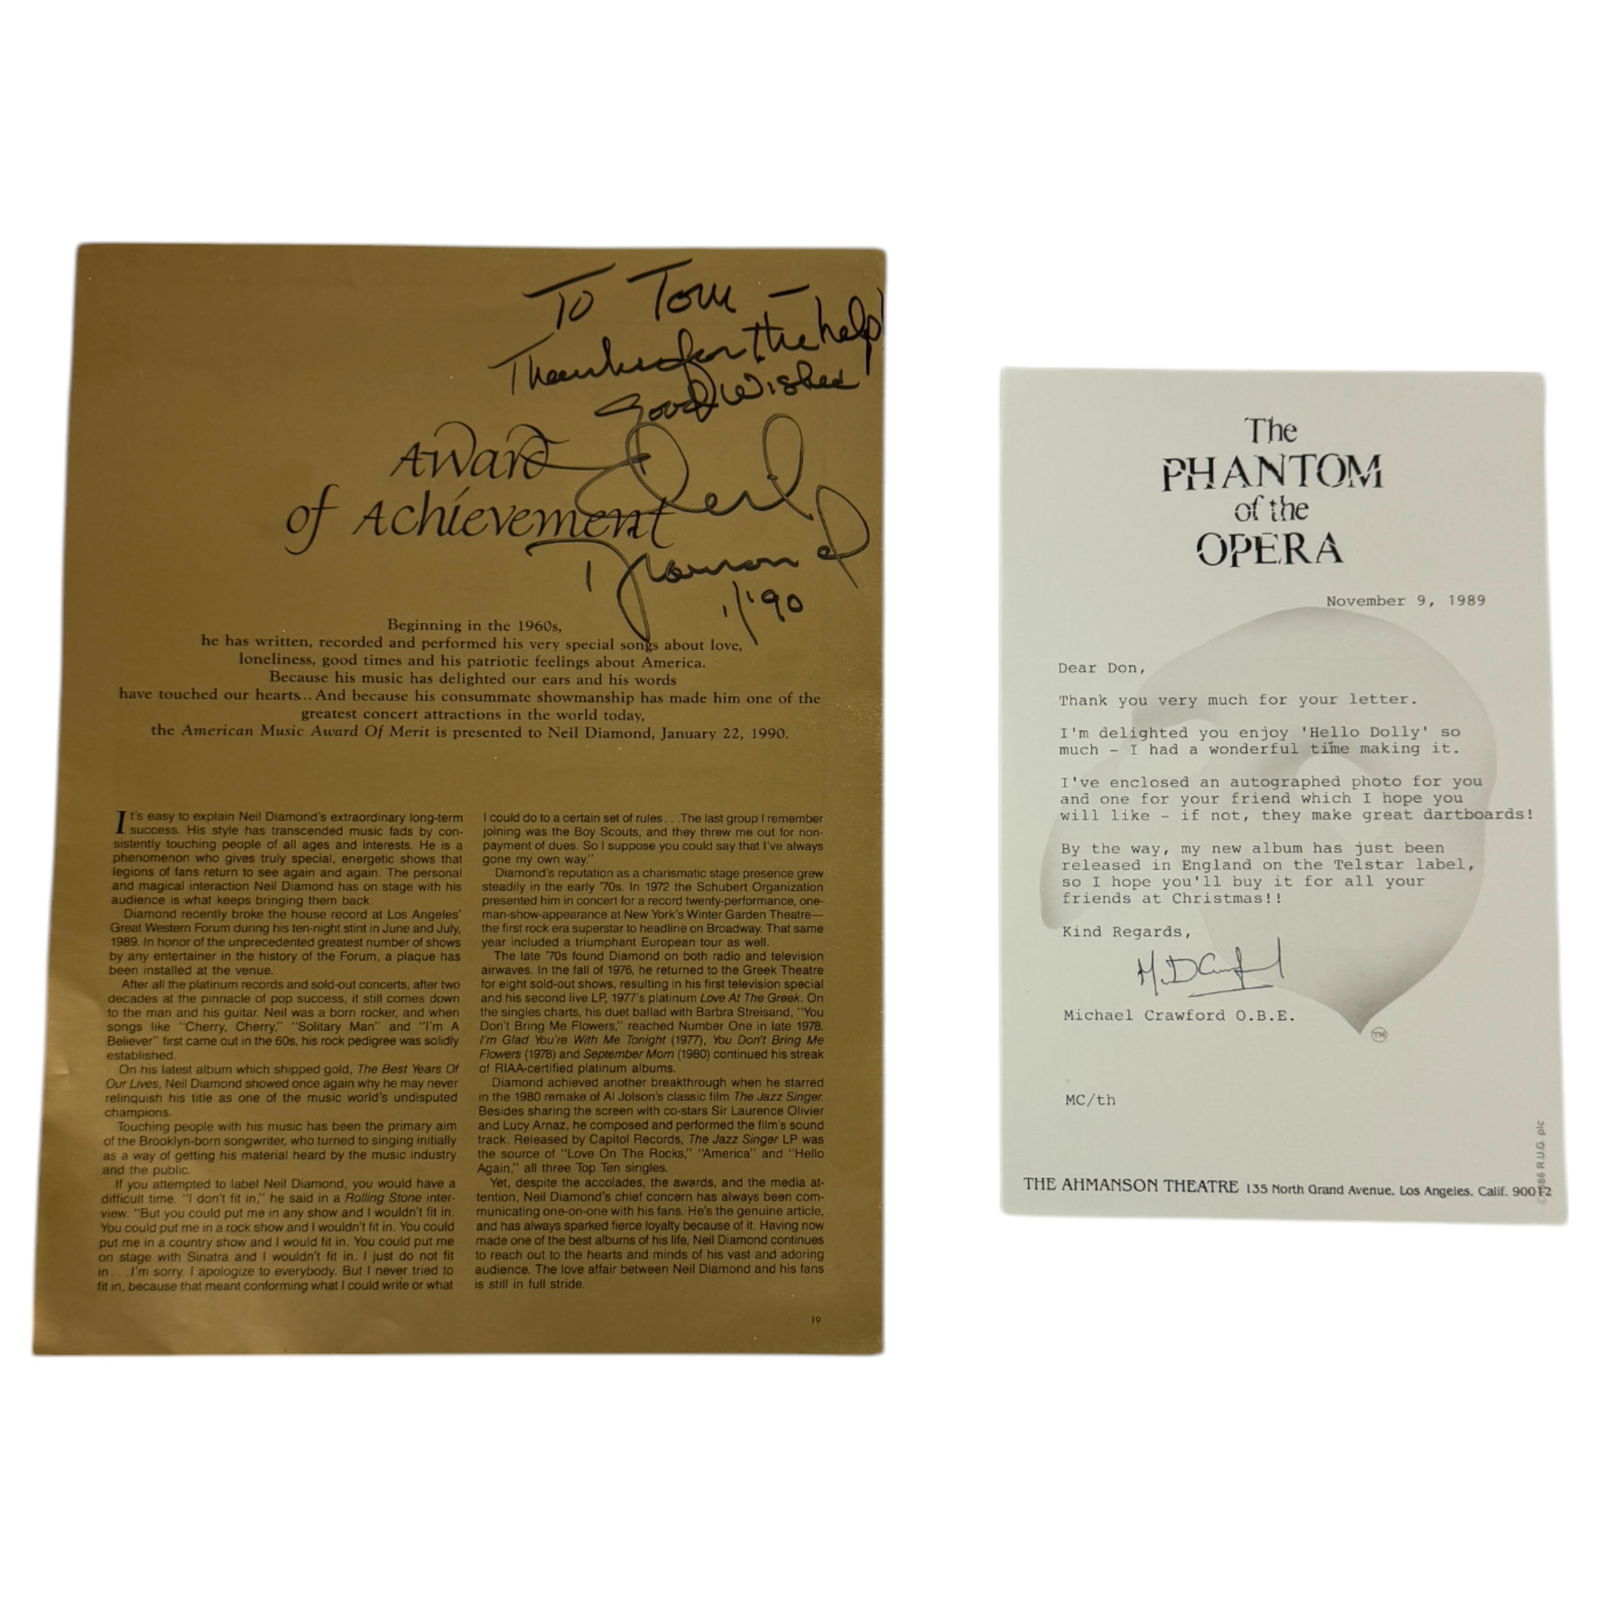 To Tom —
Thanks for the help!
Good Wishes
Neil
Diamond
1/'90
Award
of Achievement
Beginning in the 1960s,
he has written, recorded and performed his very special songs about love,
loneliness, good times and his patriotic feelings about America.
Because his music has delighted our ears and his words
have touched our hearts...And because his consummate showmanship has made him one of the
greatest concert attractions in the world today,
the American Music Award Of Merit is presented to Neil Diamond, January 22, 1990.
It's easy to explain Neil Diamond's extraordinary long-term
success. His style has transcended music fads by con-
sistently touching people of all ages and interests. He is a
phenomenon who gives truly special, energetic shows that
legions of fans return to see again and again. The personal
and magical interaction Neil Diamond has on stage with his
audience is what keeps bringing them back.
Diamond recently broke the house record at Los Angeles'
Great Western Forum during his ten-night stint in June and July,
1989. In honor of the unprecedented greatest number of shows
by any entertainer in the history of the Forum, a plaque has
been installed at the venue.
After all the platinum records and sold-out concerts, after two
decades at the pinnacle of pop success, it still comes down
to the man and his guitar. Neil was a born rocker, and when
songs like "Cherry, Cherry," "Solitary Man" and "I'm A
Believer" first came out in the 60s, his rock pedigree was solidly
established.
On his latest album which shipped gold, The Best Years Of
Our Lives, Neil Diamond showed once again why he may never
relinquish his title as one of the music world's undisputed
champions.
Touching people with his music has been the primary aim
of the Brooklyn-born songwriter, who turned to singing initially
as a way of getting his material heard by the music industry
and the public.
If you attempted to label Neil Diamond, you would have a
difficult time. "I don't fit in," he said in a Rolling Stone inter-
view. "But you could put me in any show and I wouldn't fit in.
You could put me in a rock show and I wouldn't fit in. You could
put me in a country show and I would fit in. You could put me
on stage with Sinatra and I wouldn't fit in. I just do not fit
in...I'm sorry. I apologize to everybody. But I never tried to
fit in, because that meant conforming what I could write or what
I could do to a certain set of rules...The last group I remember
joining was the Boy Scouts, and they threw me out for non-
payment of dues. So I suppose you could say that I've always
gone my own way."
Diamond's reputation as a charismatic stage presence grew
steadily in the early '70s. In 1972 the Schubert Organization
presented him in concert for a record twenty-performance, one-
man-show-appearance at New York's Winter Garden Theatre—
the first rock era superstar to headline on Broadway. That same
year included a triumphant European tour as well.
The late '70s found Diamond on both radio and television
airwaves. In the fall of 1976, he returned to the Greek Theatre
for eight sold-out shows, resulting in his first television special
and his second live LP, 1977's platinum Love At The Greek. On
the singles charts, his duet ballad with Barbra Streisand, "You
Don't Bring Me Flowers," reached Number One in late 1978.
I'm Glad You're With Me Tonight (1977), You Don't Bring Me
Flowers (1978) and September Morn (1980) continued his streak
of RIAA-certified platinum albums.
Diamond achieved another breakthrough when he starred
in the 1980 remake of Al Jolson's classic film The Jazz Singer.
Besides sharing the screen with co-stars Sir Laurence Olivier
and Lucy Arnaz, he composed and performed the film's sound
track. Released by Capitol Records, The Jazz Singer LP was
the source of "Love On The Rocks," "America" and "Hello
Again," all three Top Ten singles.
Yet, despite the accolades, the awards, and the media at-
tention, Neil Diamond's chief concern has always been com-
municating one-on-one with his fans. He's the genuine article,
and has always sparked fierce loyalty because of it. Having now
made one of the best albums of his life, Neil Diamond continues
to reach out to the hearts and minds of his vast and adoring
audience. The love affair between Neil Diamond and his fans
is still in full stride.
19
The
PHANTOM
of the
OPERA
November 9, 1989
Dear Don,
Thank you very much for your letter.
I'm delighted you enjoy 'Hello Dolly' so
much - I had a wonderful time making it.
I've enclosed an autographed photo for you
and one for your friend which I hope you
will like - if not, they make great dartboards!
By the way, my new album has just been
released in England on the Telstar label,
so I hope you'll buy it for all your
friends at Christmas!!
Kind Regards,
Michael Crawford O.B.E.
TM
MC/th
THE AHMANSON THEATRE 135 North Grand Avenue, Los Angeles, Calif. 90012
©1986 R.U.G. plc